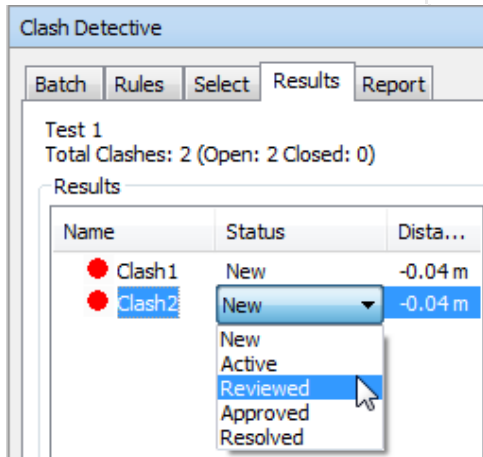 Clash Detective
Batch Rules Select Results Report
Test 1
Total Clashes: 2 (Open: 2 Closed: 0)
Results
Name Status Dista...
Clash1 New -0.04 m
Clash2 New -0.04 m
New
Active
Reviewed
Approved
Resolved